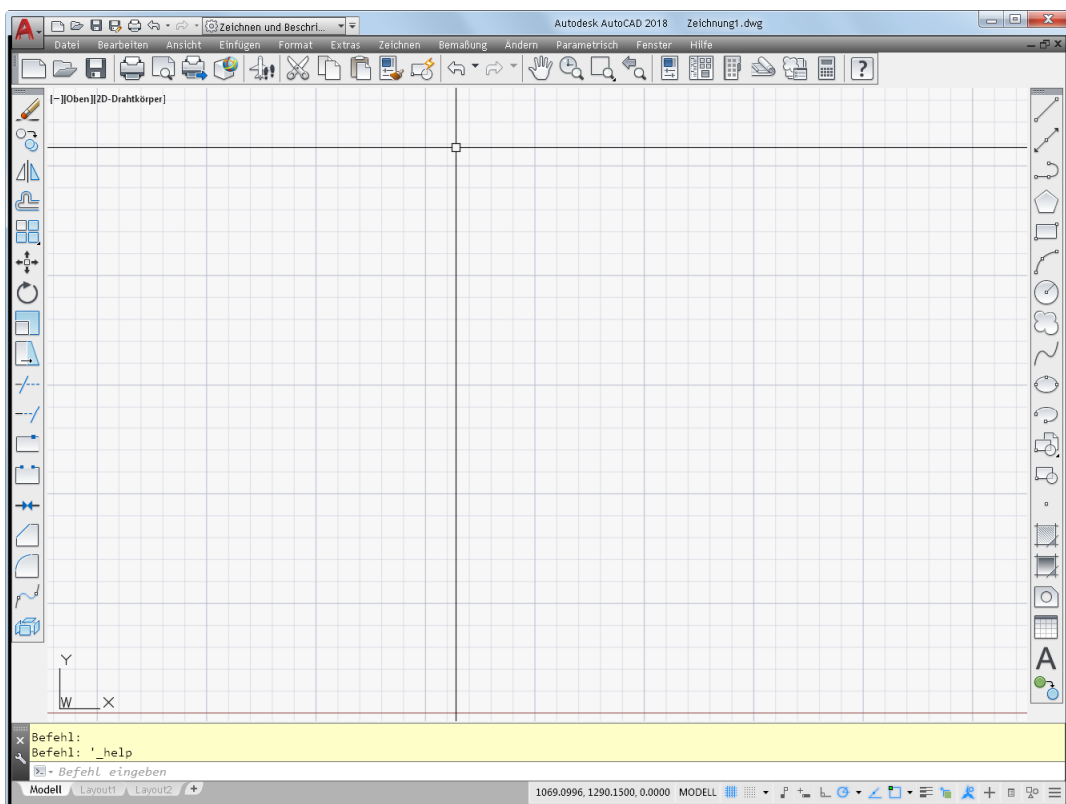 Zeichnen und Beschri...
Autodesk AutoCAD 2018 Zeichnung1.dwg
Datei Bearbeiten Ansicht Einfügen Format Extras Zeichnen Bemaßung Ändern Parametrisch Fenster Hilfe
[−][Oben][2D-Drahtkörper]
Y
W X
Befehl:
Befehl: '_help
Befehl eingeben
Modell Layout1 Layout2 +
1069.0996, 1290.1500, 0.0000 MODELL